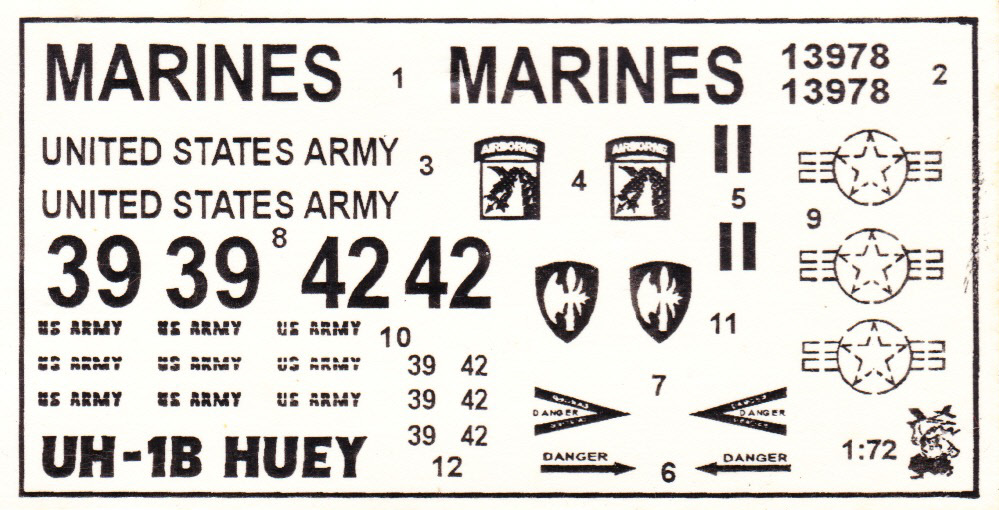 MARINES 1 MARINES 13978 2
13978
UNITED STATES ARMY 3 AIRBORNE 4 AIRBORNE
5
UNITED STATES ARMY
9
39 39 8 42 42
11
US ARMY US ARMY US ARMY 10
US ARMY US ARMY US ARMY 39 42
7
US ARMY US ARMY US ARMY 39 42
DANGER DANGER
39 42
UH-1B HUEY 12
DANGER 6 DANGER
1:72